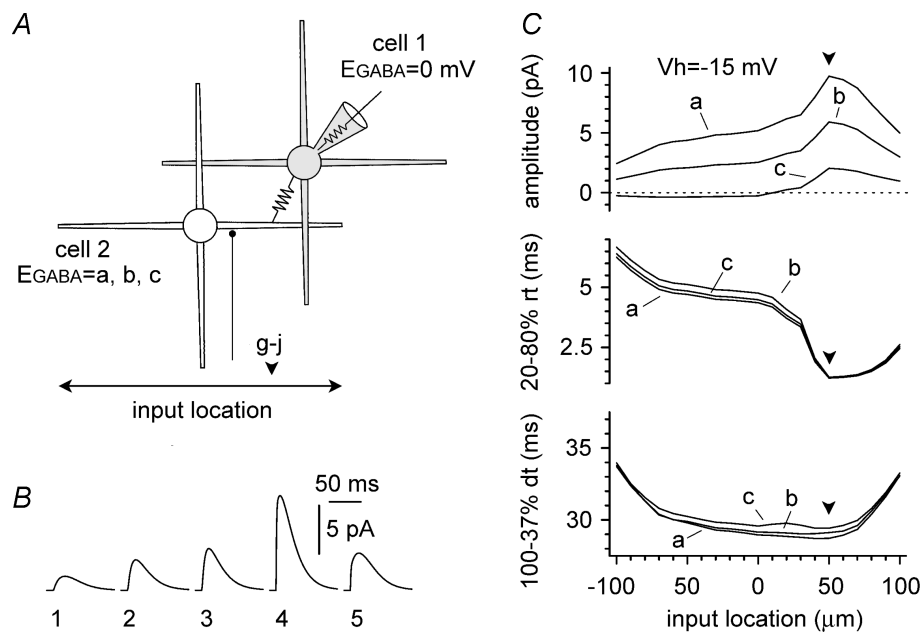 A
cell 1
EGABA=0 mV
cell 2
EGABA=a, b, c
g-j
input location
B
50 ms
5 pA
1 2 3 4 5
C
Vh=-15 mV
amplitude (pA)
10
5
0
a
b
c
20-80% rt (ms)
5
2.5
c
b
a
100-37% dt (ms)
35
30
c
b
a
-100 50 0 50 100
input location (μm)